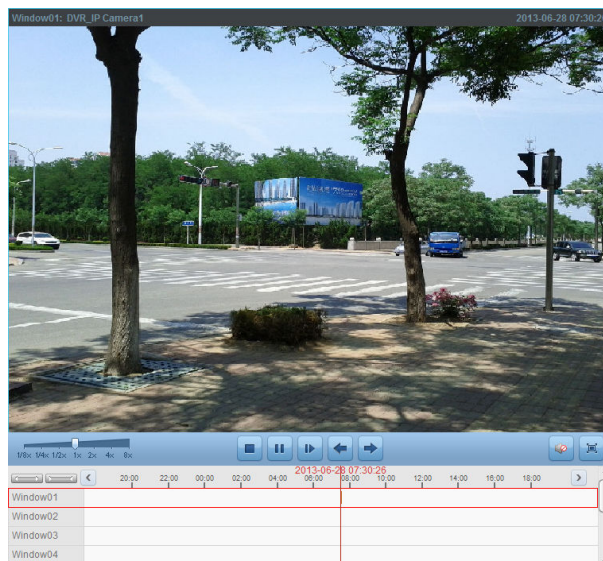 Window01: DVR_IP Camera1 2013-06-28 07:30:2
1/8x 1/4x 1/2x 1x 2x 4x 8x
2013-06-28 07:30:26
20:00 22:00 00:00 02:00 04:00 06:00 08:00 10:00 12:00 14:00 16:00 18:00
Window01
Window02
Window03
Window04